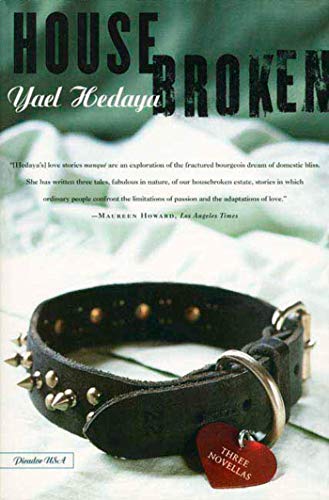 HOUSE
Yael Hedaya
BROKEN
“[Hedaya's] love stories manqué are an exploration of the fractured bourgeois dream of domestic bliss.
She has written three tales, fabulous in nature, of our housebroken estate, stories in which
ordinary people confront the limitations of passion and the adaptations of love.”
—MAUREEN HOWARD, Los Angeles Times
THREE
NOVELLAS
Picador USA